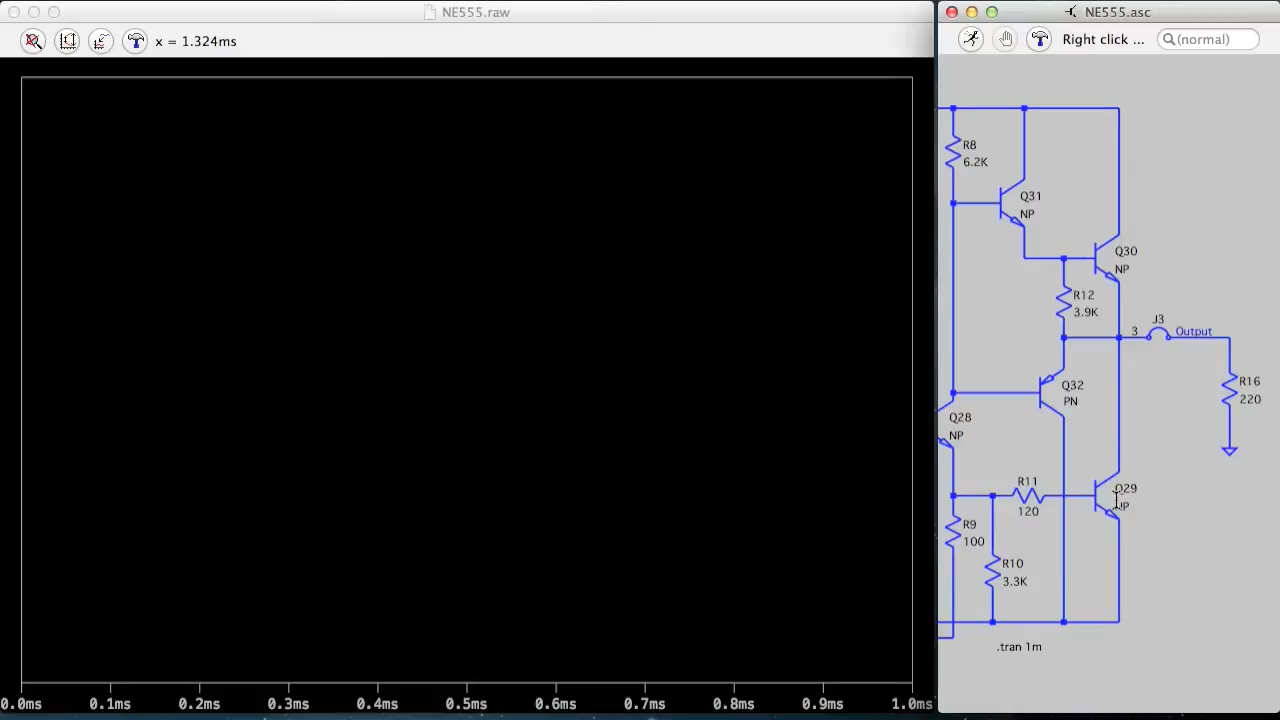 NE555.raw
x = 1.324ms
0.0ms 0.1ms 0.2ms 0.3ms 0.4ms 0.5ms 0.6ms 0.7ms 0.8ms 0.9ms 1.0ms
NE555.asc
Right click ... (normal)
R8
6.2K
Q31
NP
Q30
NP
R12
3.9K
3
J3
Output
Q32
PN
R16
220
Q28
NP
R11
120
Q29
NP
R9
100
R10
3.3K
.tran 1m